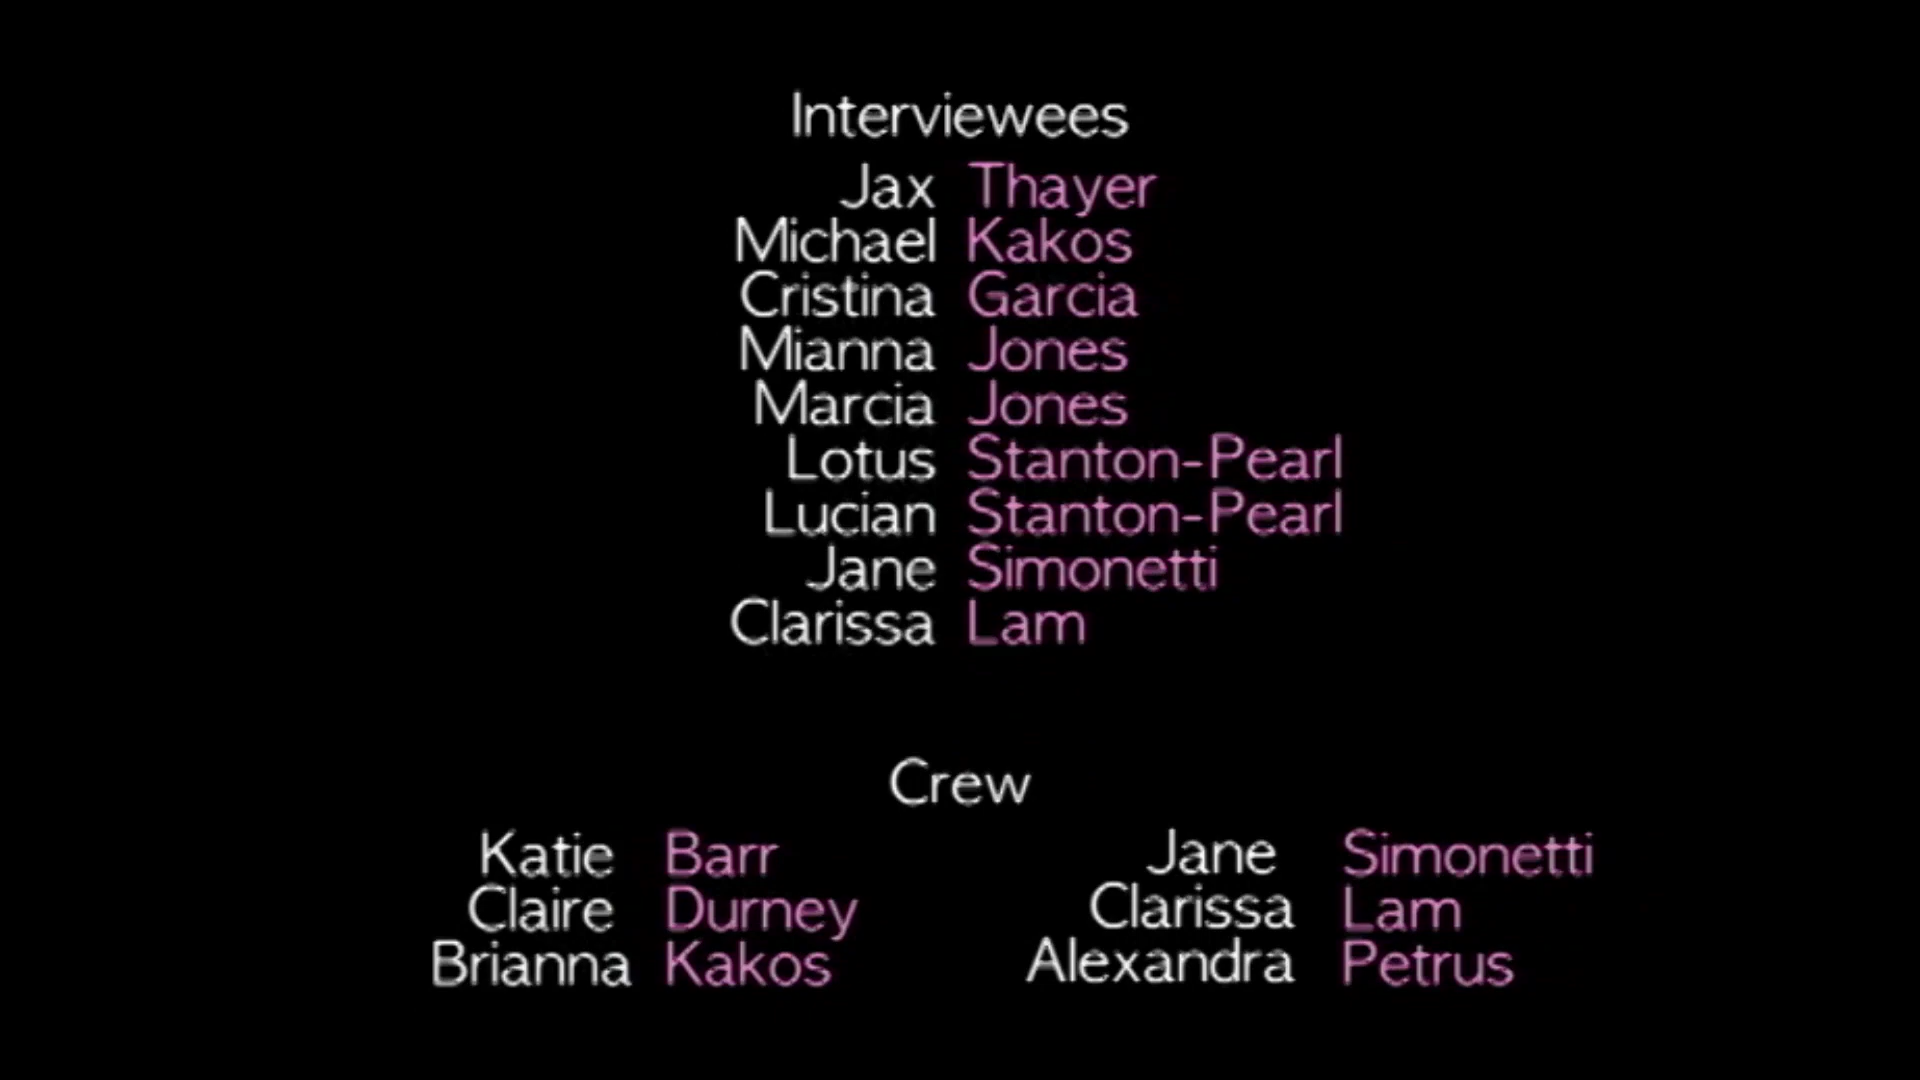 Interviewees
Jax Thayer
Michael Kakos
Cristina Garcia
Mianna Jones
Marcia Jones
Lotus Stanton-Pearl
Lucian Stanton-Pearl
Jane Simonetti
Clarissa Lam
Crew
Katie Barr
Claire Durney
Brianna Kakos
Jane Simonetti
Clarissa Lam
Alexandra Petrus